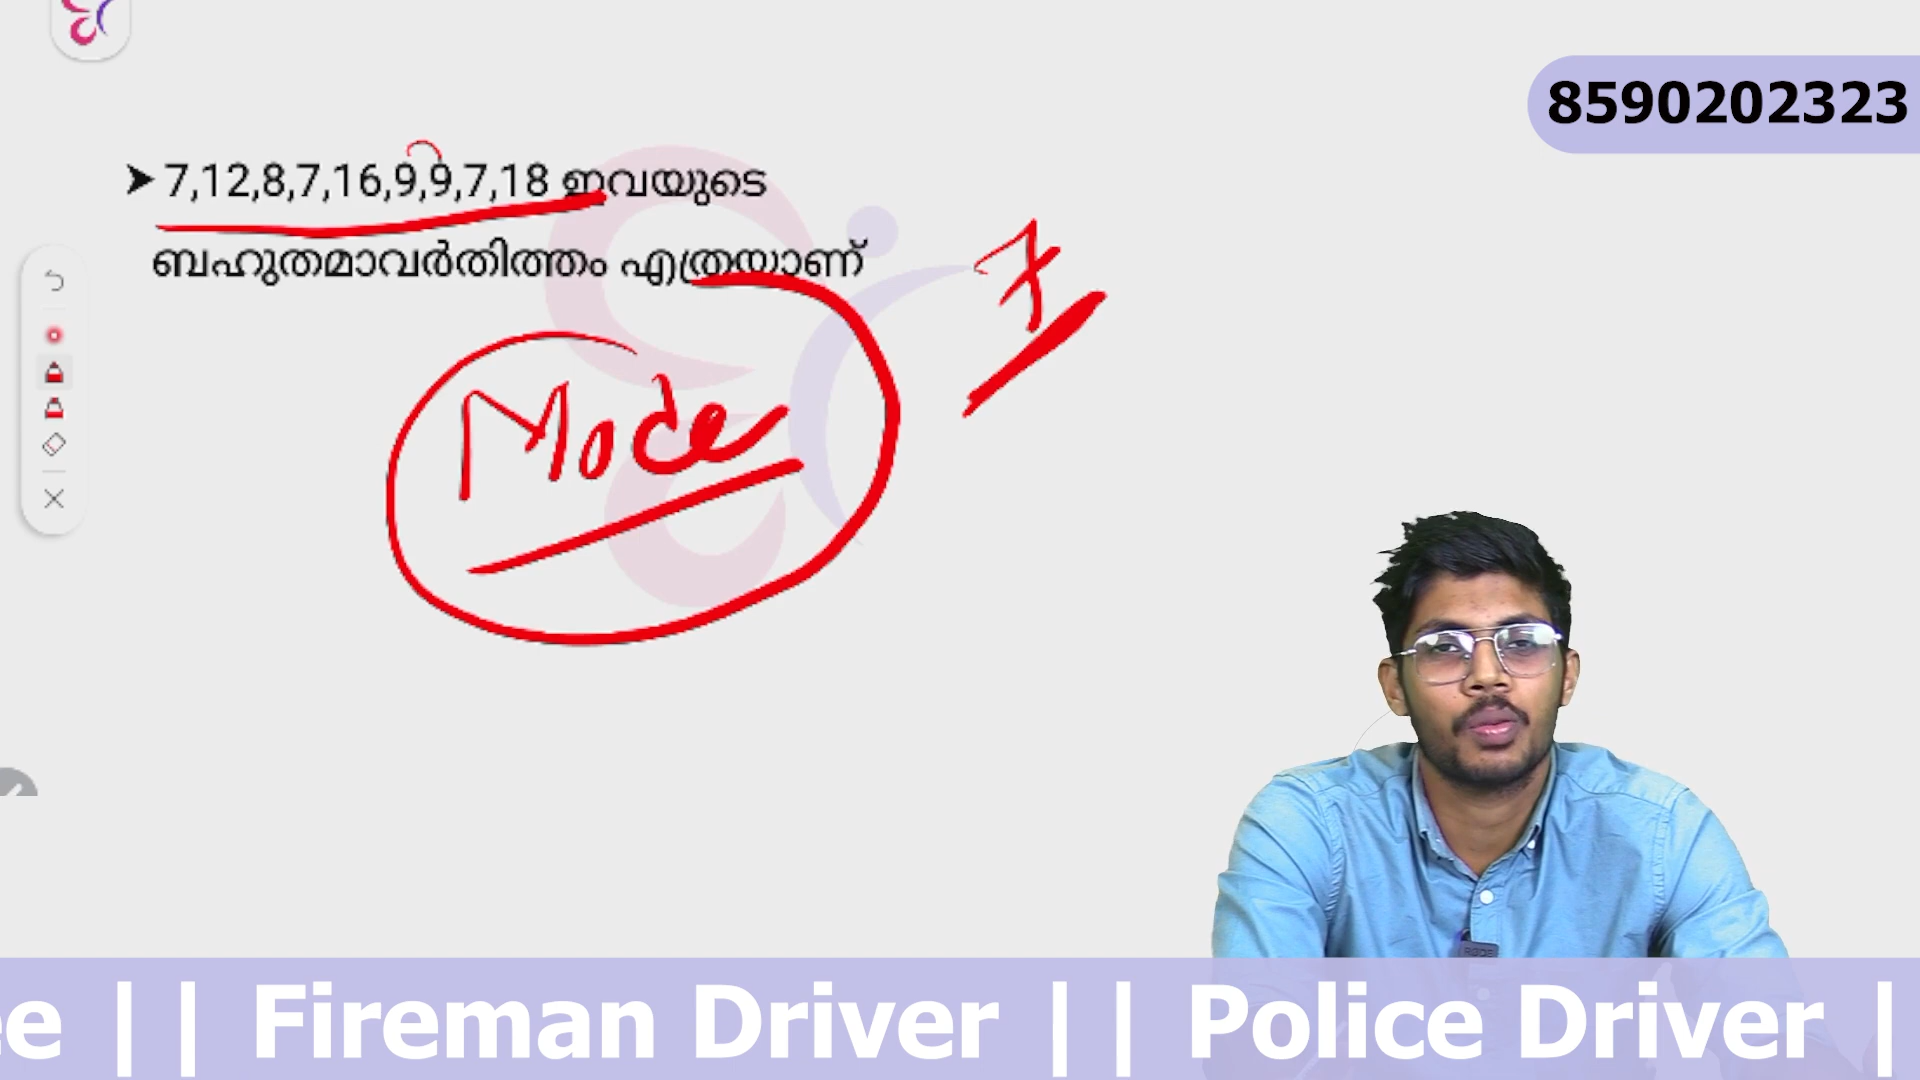 8590202323
➤ 7,12,8,7,16,9,9,7,18 ഇവയുടെ
ബഹുതമാവർതിത്തം എത്രയാണ്
7
Mode
ee || Fireman Driver || Police Driver |